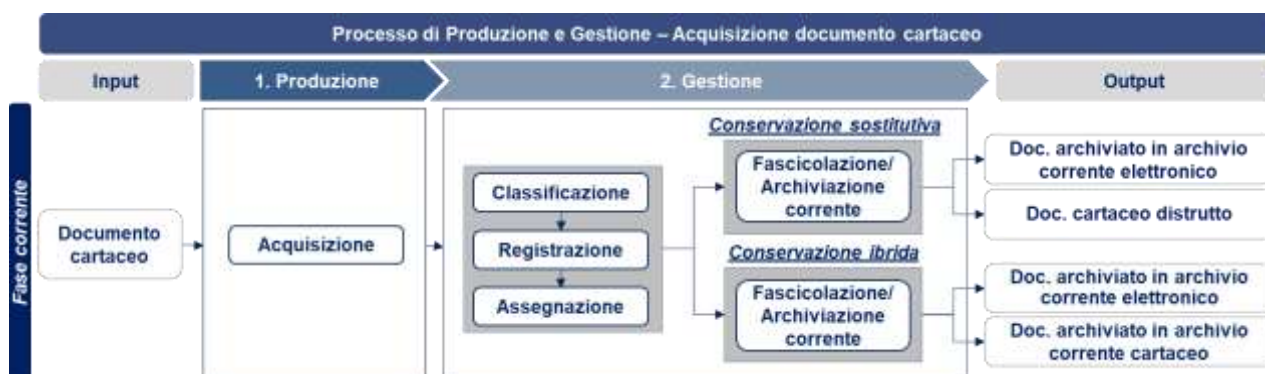 Processo di Produzione e Gestione – Acquisizione documento cartaceo
Input
1. Produzione
2. Gestione
Output
Fase corrente
Documento
cartaceo
Acquisizione
Classificazione
Registrazione
Assegnazione
Conservazione sostitutiva
Fascicolazione/
Archiviazione
corrente
Conservazione ibrida
Fascicolazione/
Archiviazione
corrente
Doc. archiviato in archivio
corrente elettronico
Doc. cartaceo distrutto
Doc. archiviato in archivio
corrente elettronico
Doc. archiviato in archivio
corrente cartaceo